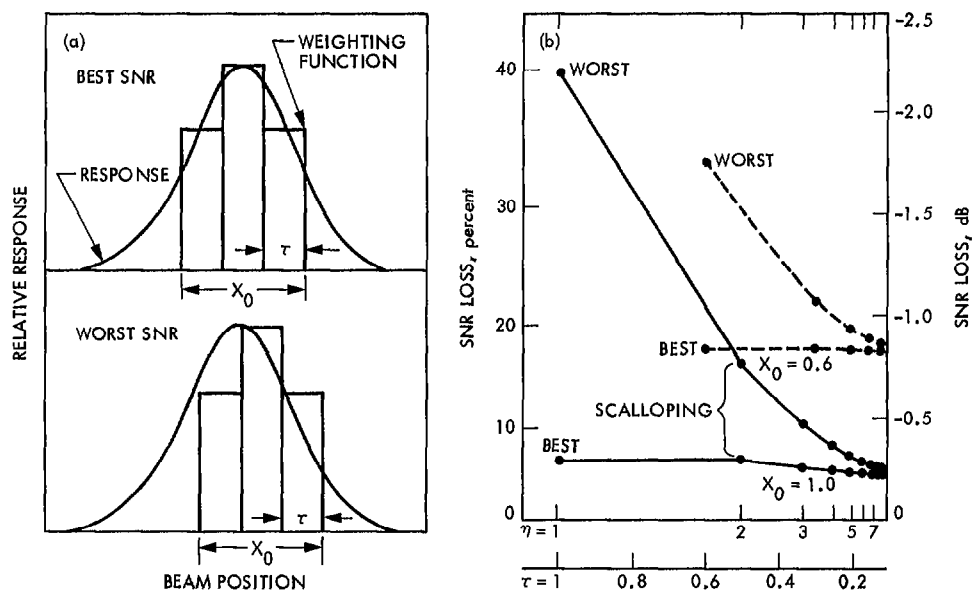 (a)
BEST SNR
WEIGHTING
FUNCTION
RESPONSE
τ
X₀
WORST SNR
τ
X₀
RELATIVE RESPONSE
BEAM POSITION
(b)
SNR LOSS, percent
40
30
20
10
0
WORST
WORST
BEST
X₀ = 0.6
SCALLOPING
BEST
X₀ = 1.0
-2.5
-2.0
-1.5
-1.0
-0.5
0
SNR LOSS, dB
η = 1 2 3 5 7
τ = 1 0.8 0.6 0.4 0.2